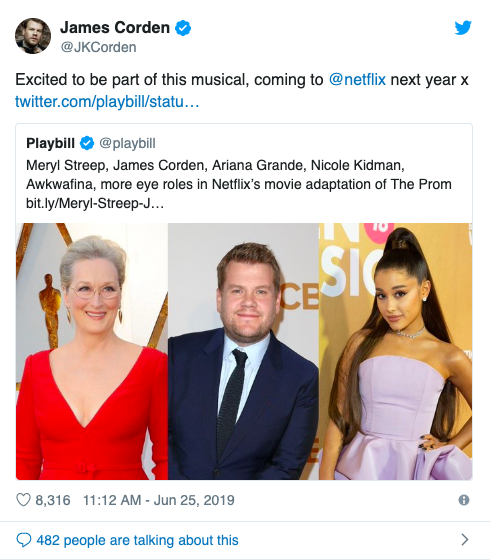 James Corden
@JKCorden
Excited to be part of this musical, coming to @netflix next year x
twitter.com/playbill/statu…
Playbill @playbill
Meryl Streep, James Corden, Ariana Grande, Nicole Kidman,
Awkwafina, more eye roles in Netflix's movie adaptation of The Prom
bit.ly/Meryl-Streep-J…
CE
N
SIC
8,316 11:12 AM - Jun 25, 2019
482 people are talking about this